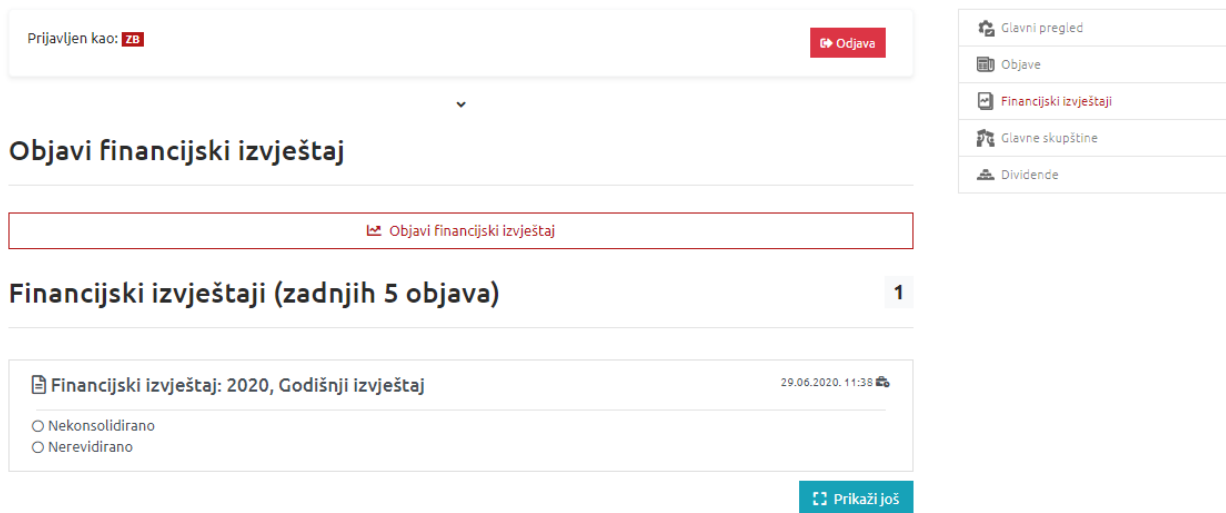 Prijavljen kao: ZB
Odjava
Objavi financijski izvještaj
Objavi financijski izvještaj
Financijski izvještaji (zadnjih 5 objava)
1
Financijski izvještaj: 2020, Godišnji izvještaj
29.06.2020. 11:38
Nekonsolidirano
Nerevidirano
Prikaži još
Glavni pregled
Objave
Financijski izvještaji
Glavne skupštine
Dividende